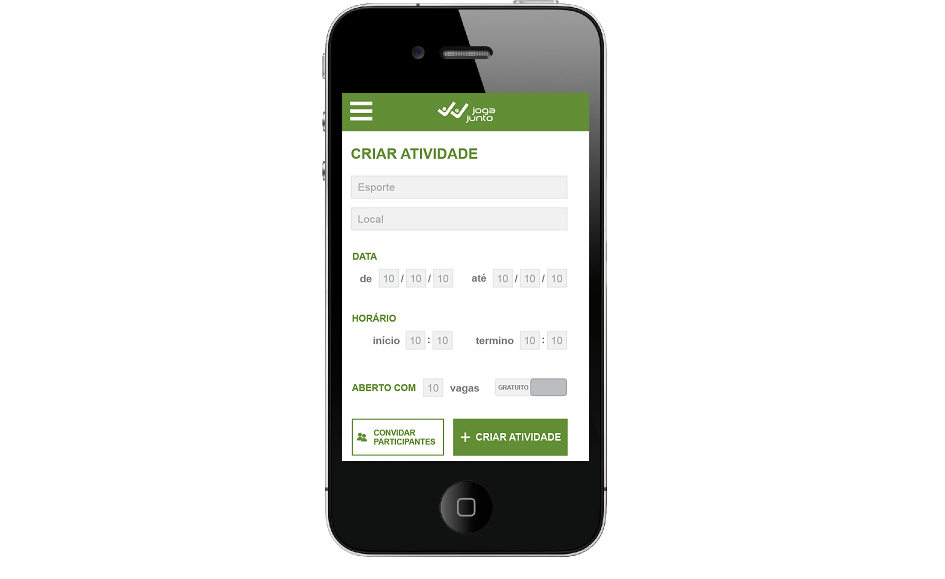 joga
junto
CRIAR ATIVIDADE
Esporte
Local
DATA
de 10 / 10 / 10 até 10 / 10 / 10
HORÁRIO
início 10 : 10 termino 10 : 10
ABERTO COM 10 vagas GRATUITO
CONVIDAR
PARTICIPANTES
+ CRIAR ATIVIDADE